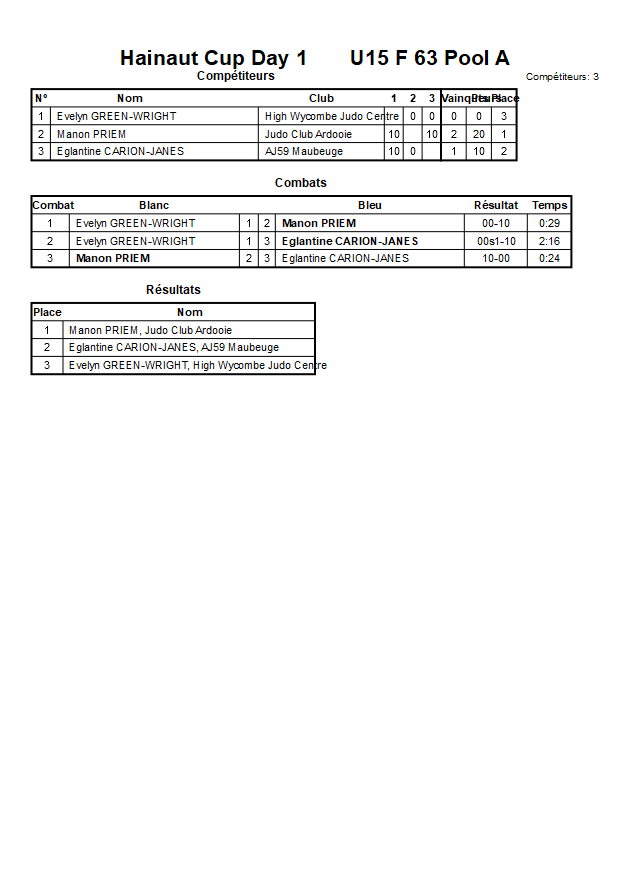 Hainaut Cup Day 1 U15 F 63 Pool A
Compétiteurs Compétiteurs: 3
Nº Nom Club 1 2 3 Vainqueurs Pts Place
1 Evelyn GREEN-WRIGHT High Wycombe Judo Centre 0 0 0 0 3
2 Manon PRIEM Judo Club Ardooie 10 10 2 20 1
3 Eglantine CARION-JANES AJ59 Maubeuge 10 0 1 10 2
Combats
Combat Blanc Bleu Résultat Temps
1 Evelyn GREEN-WRIGHT 1 2 Manon PRIEM 00-10 0:29
2 Evelyn GREEN-WRIGHT 1 3 Eglantine CARION-JANES 00s1-10 2:16
3 Manon PRIEM 2 3 Eglantine CARION-JANES 10-00 0:24
Résultats
Place Nom
1 Manon PRIEM, Judo Club Ardooie
2 Eglantine CARION-JANES, AJ59 Maubeuge
3 Evelyn GREEN-WRIGHT, High Wycombe Judo Centre